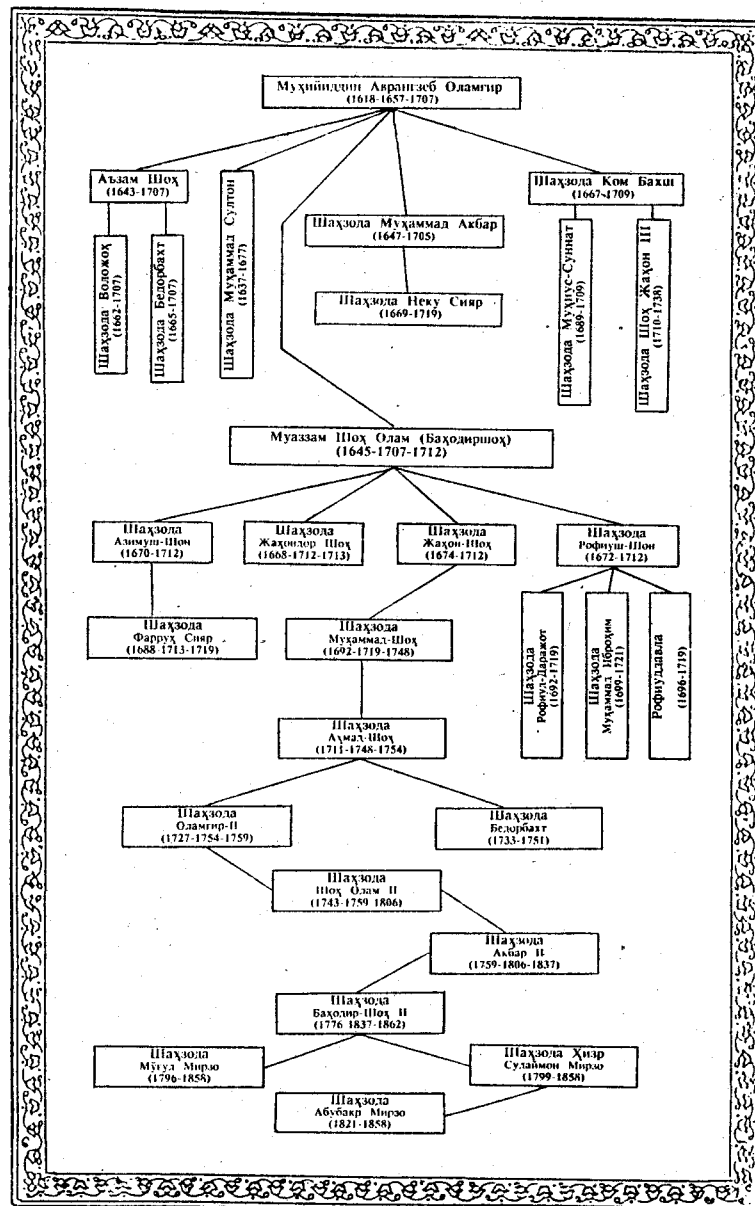 Муҳийиддин Аврангзеб Оламгир
(1618-1657-1707)
Аъзам Шоҳ
(1643-1707)
Шаҳзода Воложоҳ
(1662-1707)
Шаҳзода Бедорбахт
(1665-1707)
Шаҳзода Муҳаммад Султон
(1637-1677)
Шаҳзода Муҳаммад Акбар
(1647-1705)
Шаҳзода Неку Сияр
(1669-1719)
Шаҳзода Ком Бахш
(1667-1709)
Шаҳзода Муҳиус-Суннат
(1689-1709)
Шаҳзода Шоҳ Жаҳон III
(1710-1738)
Муаззам Шоҳ Олам (Баҳодиршоҳ)
(1645-1707-1712)
Шаҳзода
Азимуш-Шон
(1670-1712)
Шаҳзода
Жаҳондор Шоҳ
(1668-1712-1713)
Шаҳзода
Жаҳон-Шоҳ
(1674-1712)
Шаҳзода
Рофиуш-Шон
(1672-1712)
Шаҳзода
Фарруҳ Сияр
(1688-1713-1719)
Шаҳзода
Муҳаммад-Шоҳ
(1692-1719-1748)
Шаҳзода
Рофиуд-Даражот
(1692-1719)
Шаҳзода
Муҳаммад Иброҳим
(1699-1721)
Рофиудавла
(1696-1719)
Шаҳзода
Аҳмад-Шоҳ
(1711-1748-1754)
Шаҳзода
Оламгир-II
(1727-1754-1759)
Шаҳзода
Бедорбахт
(1733-1751)
Шаҳзода
Шоҳ Олам II
(1743-1759-1806)
Шаҳзода
Акбар II
(1759-1806-1837)
Шаҳзода
Баҳодир-Шоҳ II
(1776-1837-1862)
Шаҳзода
Мўғул Мирзо
(1796-1858)
Шаҳзода Ҳизр
Сулаймон Мирзо
(1799-1858)
Шаҳзода
Абубакр Мирзо
(1821-1858)